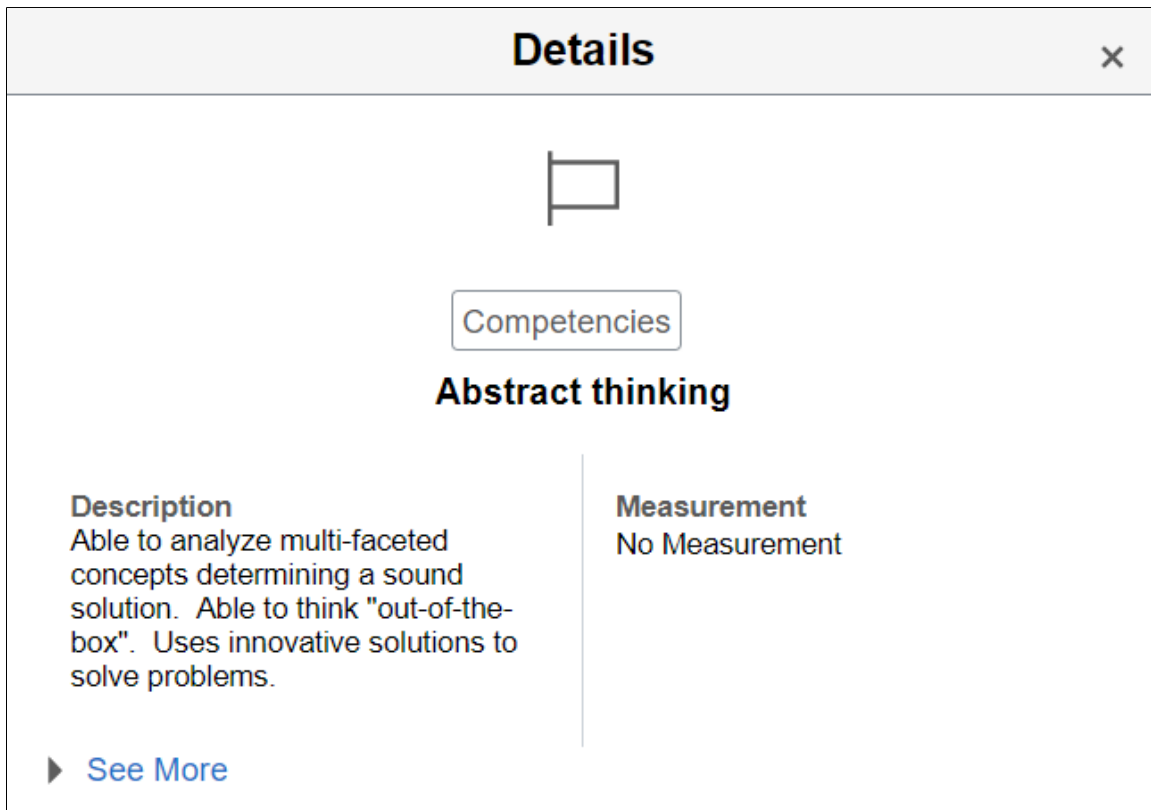 Details
Competencies
Abstract thinking
Description
Able to analyze multi-faceted
concepts determining a sound
solution.  Able to think "out-of-the-
box".  Uses innovative solutions to
solve problems.
Measurement
No Measurement
See More